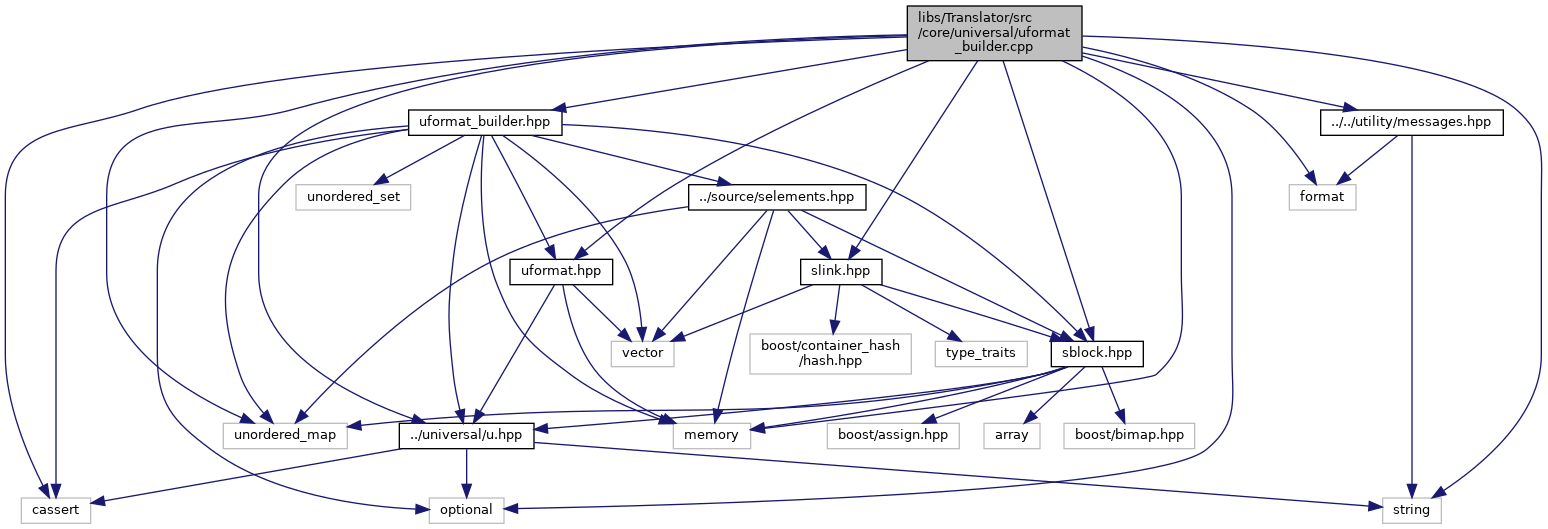 libs/Translator/src
/core/universal/uformat
_builder.cpp
uformat_builder.hpp
../../utility/messages.hpp
unordered_set
../source/selements.hpp
format
uformat.hpp
slink.hpp
vector
boost/container_hash
/hash.hpp
type_traits
sblock.hpp
unordered_map
../universal/u.hpp
memory
boost/assign.hpp
array
boost/bimap.hpp
cassert
optional
string